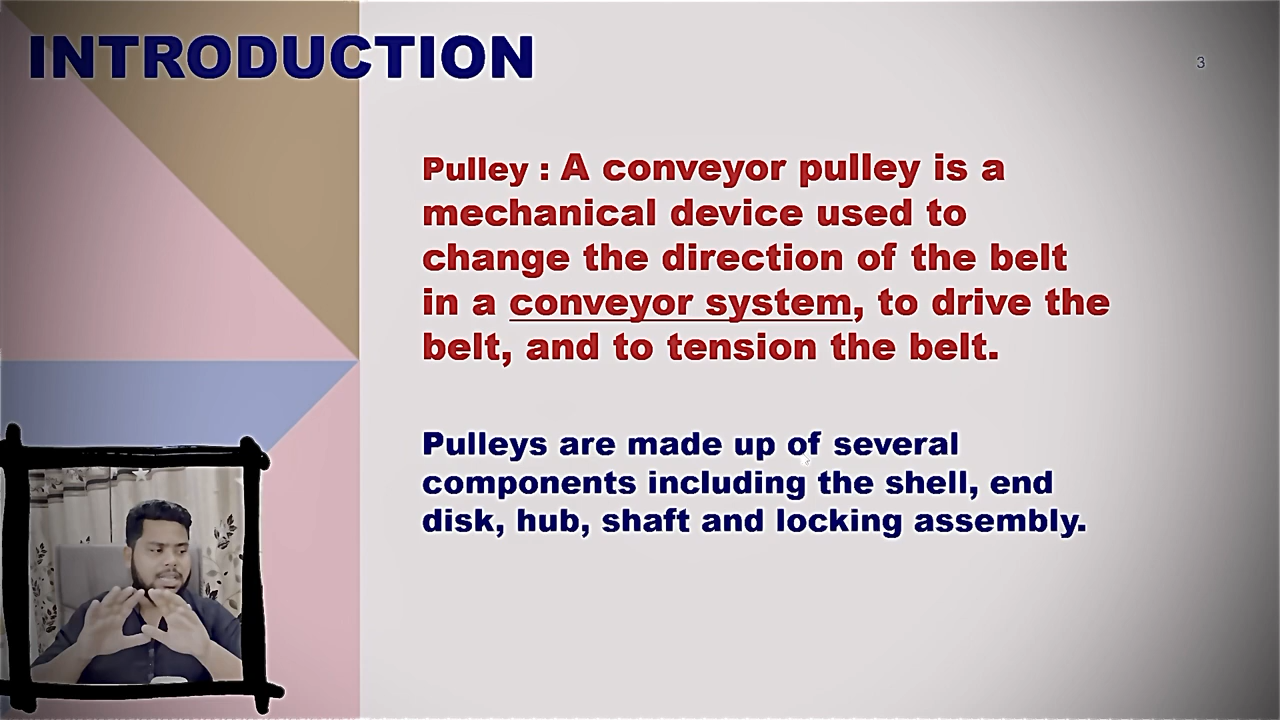 INTRODUCTION
3
Pulley : A conveyor pulley is a
mechanical device used to
change the direction of the belt
in a conveyor system, to drive the
belt, and to tension the belt.
Pulleys are made up of several
components including the shell, end
disk, hub, shaft and locking assembly.